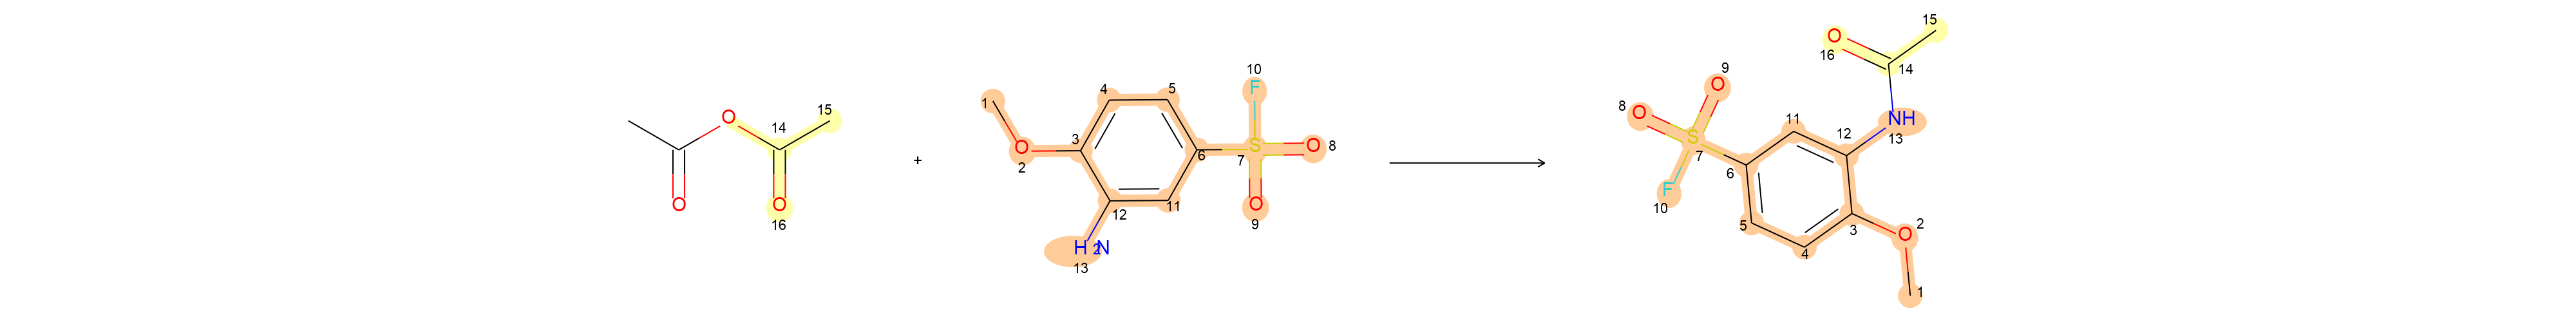 O 14 15
O O 16
+
1 O 2 3 4 5 6 7 S 10 F O 8 O 9 11 12 H2N 13
8 O O 9 S 7 F 10 6 5 4 3 11 12 O 2 1 NH 13 14 15 O 16